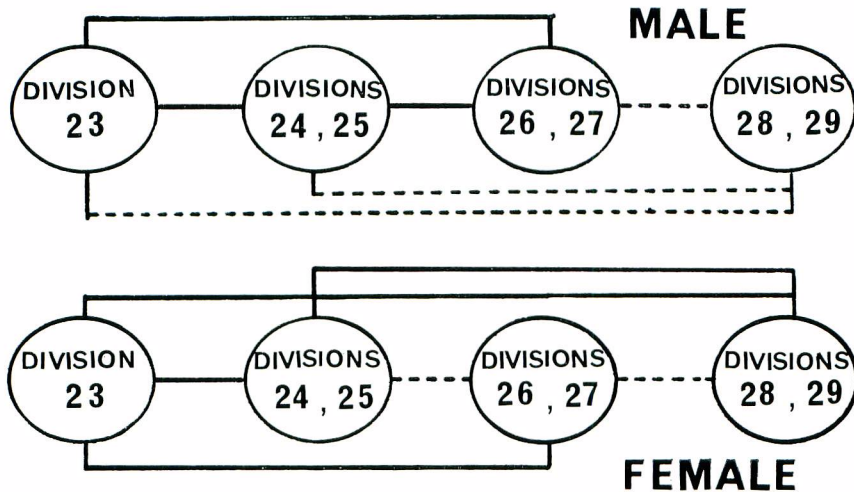 MALE
DIVISION
23
DIVISIONS
24 , 25
DIVISIONS
26 , 27
DIVISIONS
28 , 29
DIVISION
23
DIVISIONS
24 , 25
DIVISIONS
26 , 27
DIVISIONS
28 , 29
FEMALE